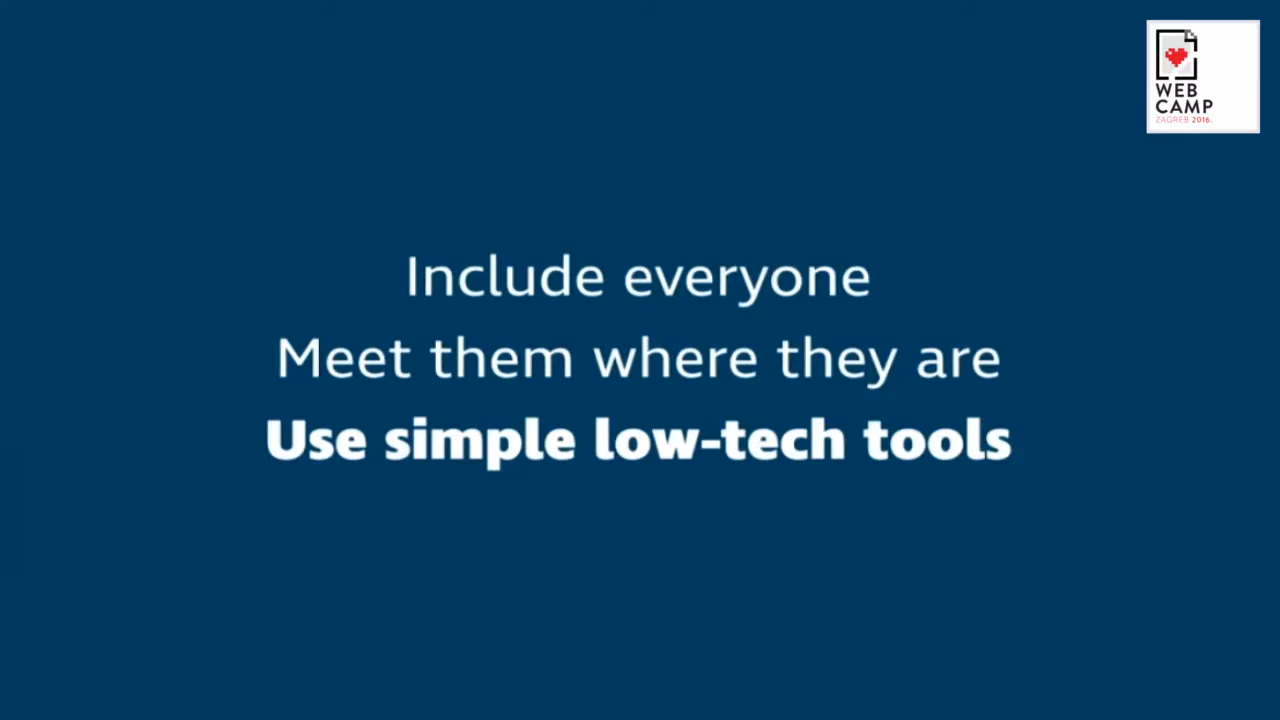 WEB
CAMP
ZAGREB 2016.
Include everyone
Meet them where they are
Use simple low-tech tools